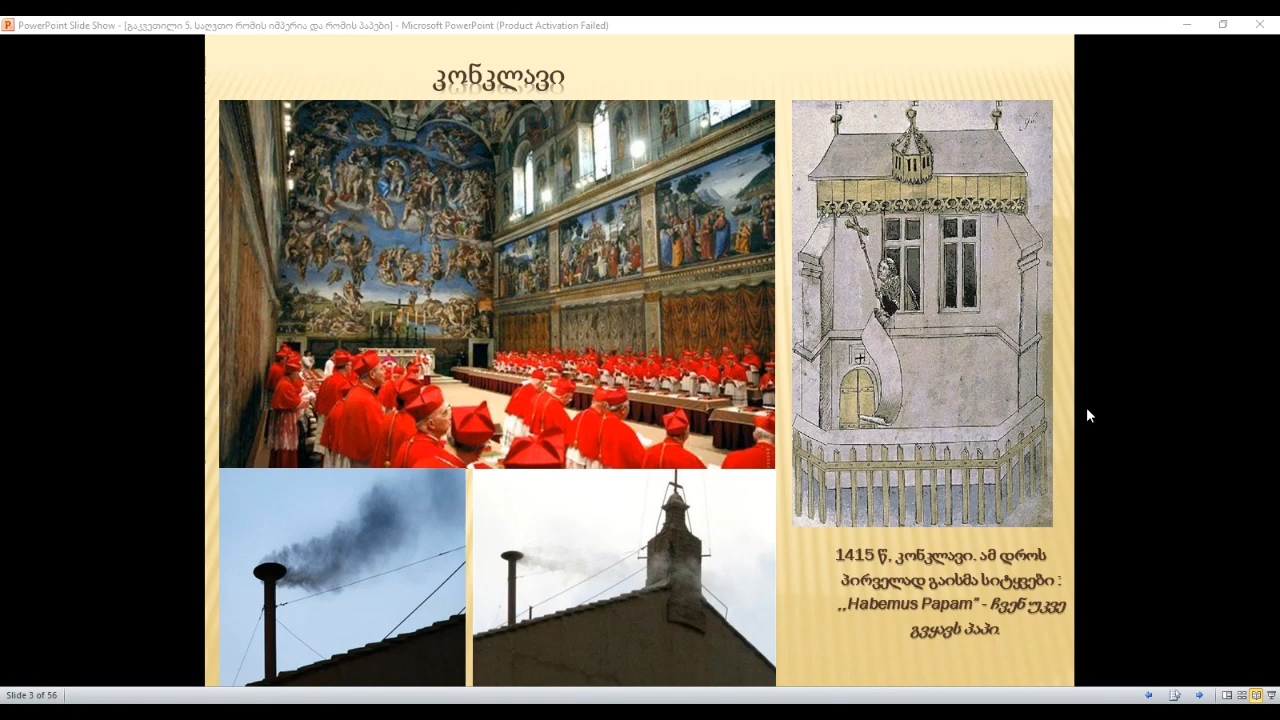 PowerPoint Slide Show - [გაკვეთილი 5. საღვთო რომის იმპერია და რომის პაპები] - Microsoft PowerPoint (Product Activation Failed)
კონკლავი
1415 წ, კონკლავი. ამ დროს
პირველად გაისმა სიტყვები :
,,Habemus Papam” - ჩვენ უკვე
გვყავს პაპი
Slide 3 of 56